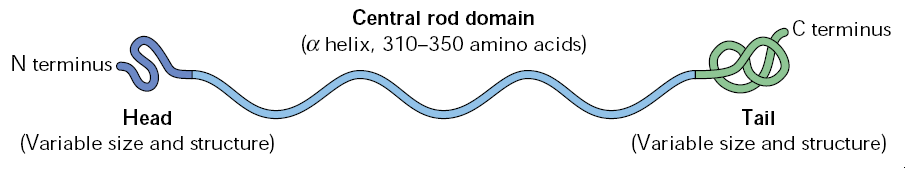 Central rod domain
(α helix, 310–350 amino acids)
C terminus
N terminus
Head
(Variable size and structure)
Tail
(Variable size and structure)